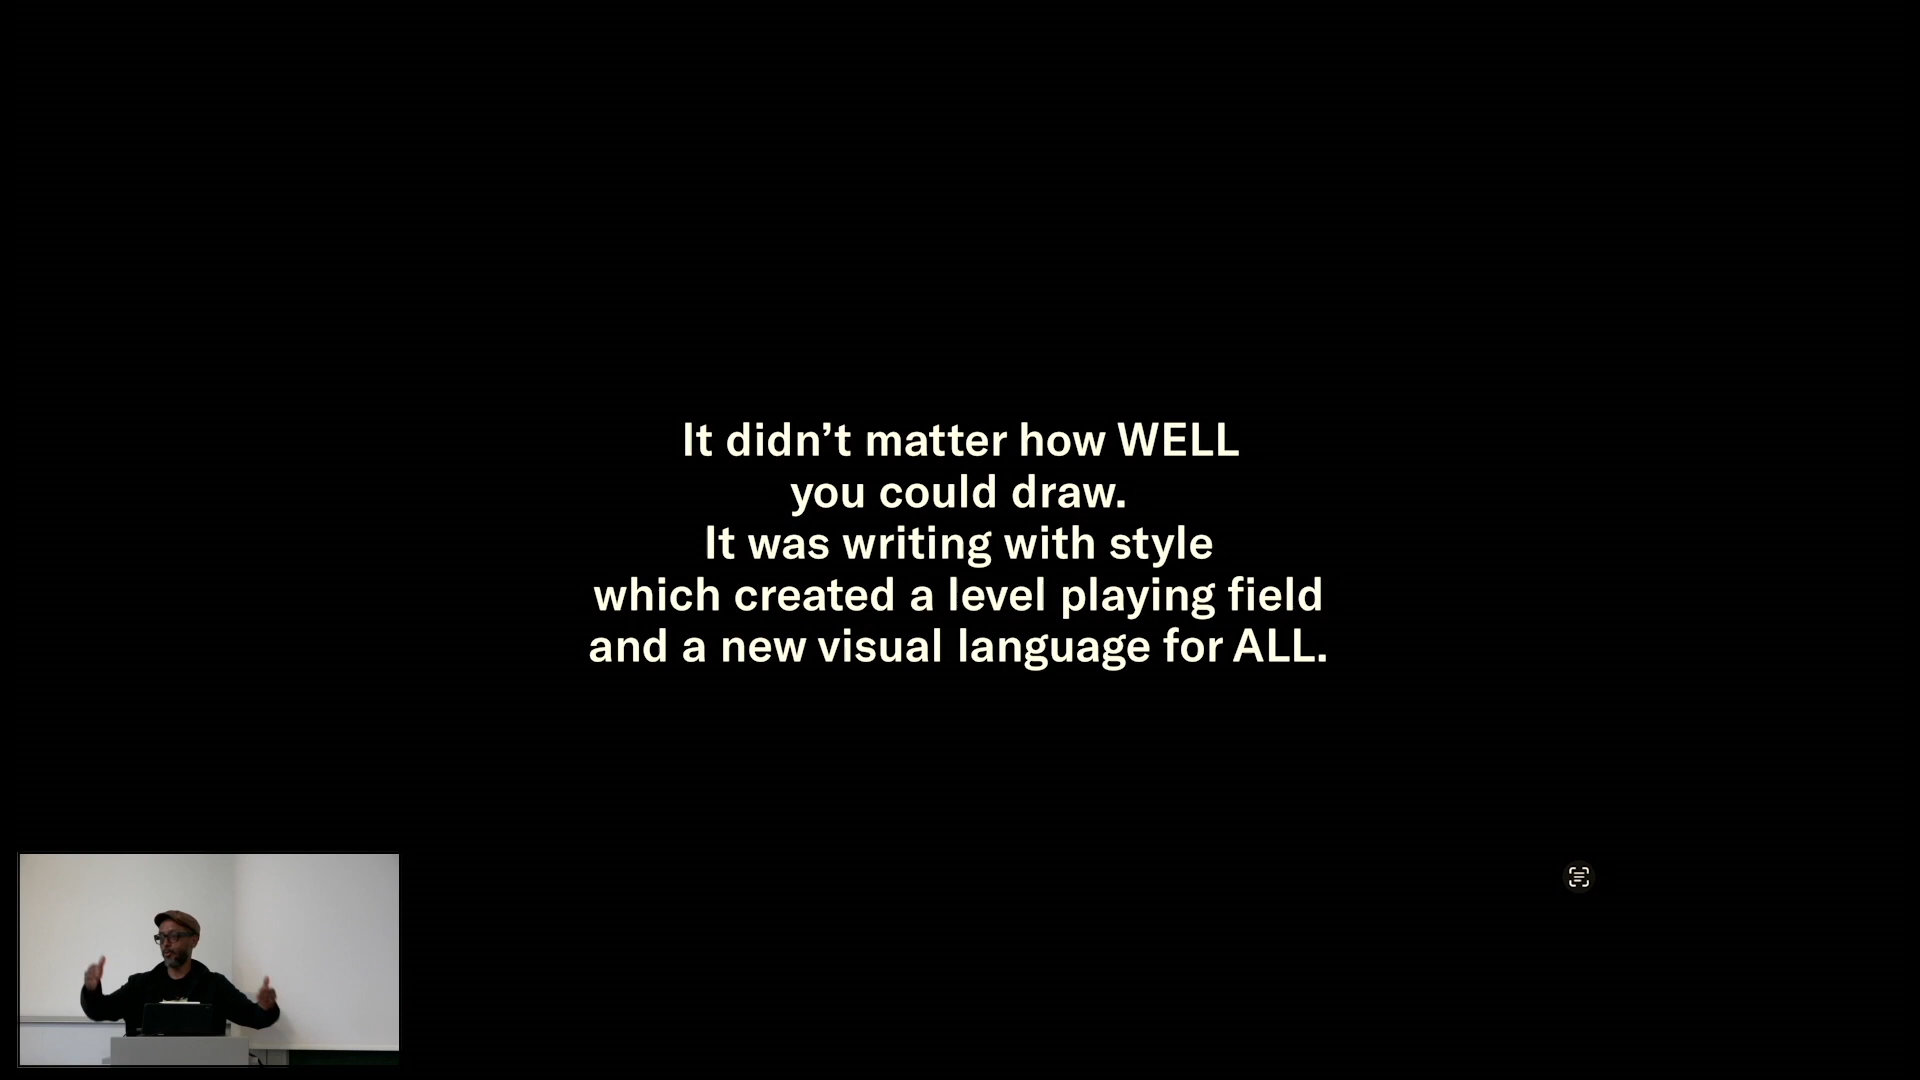 It didn’t matter how WELL
you could draw.
It was writing with style
which created a level playing field
and a new visual language for ALL.